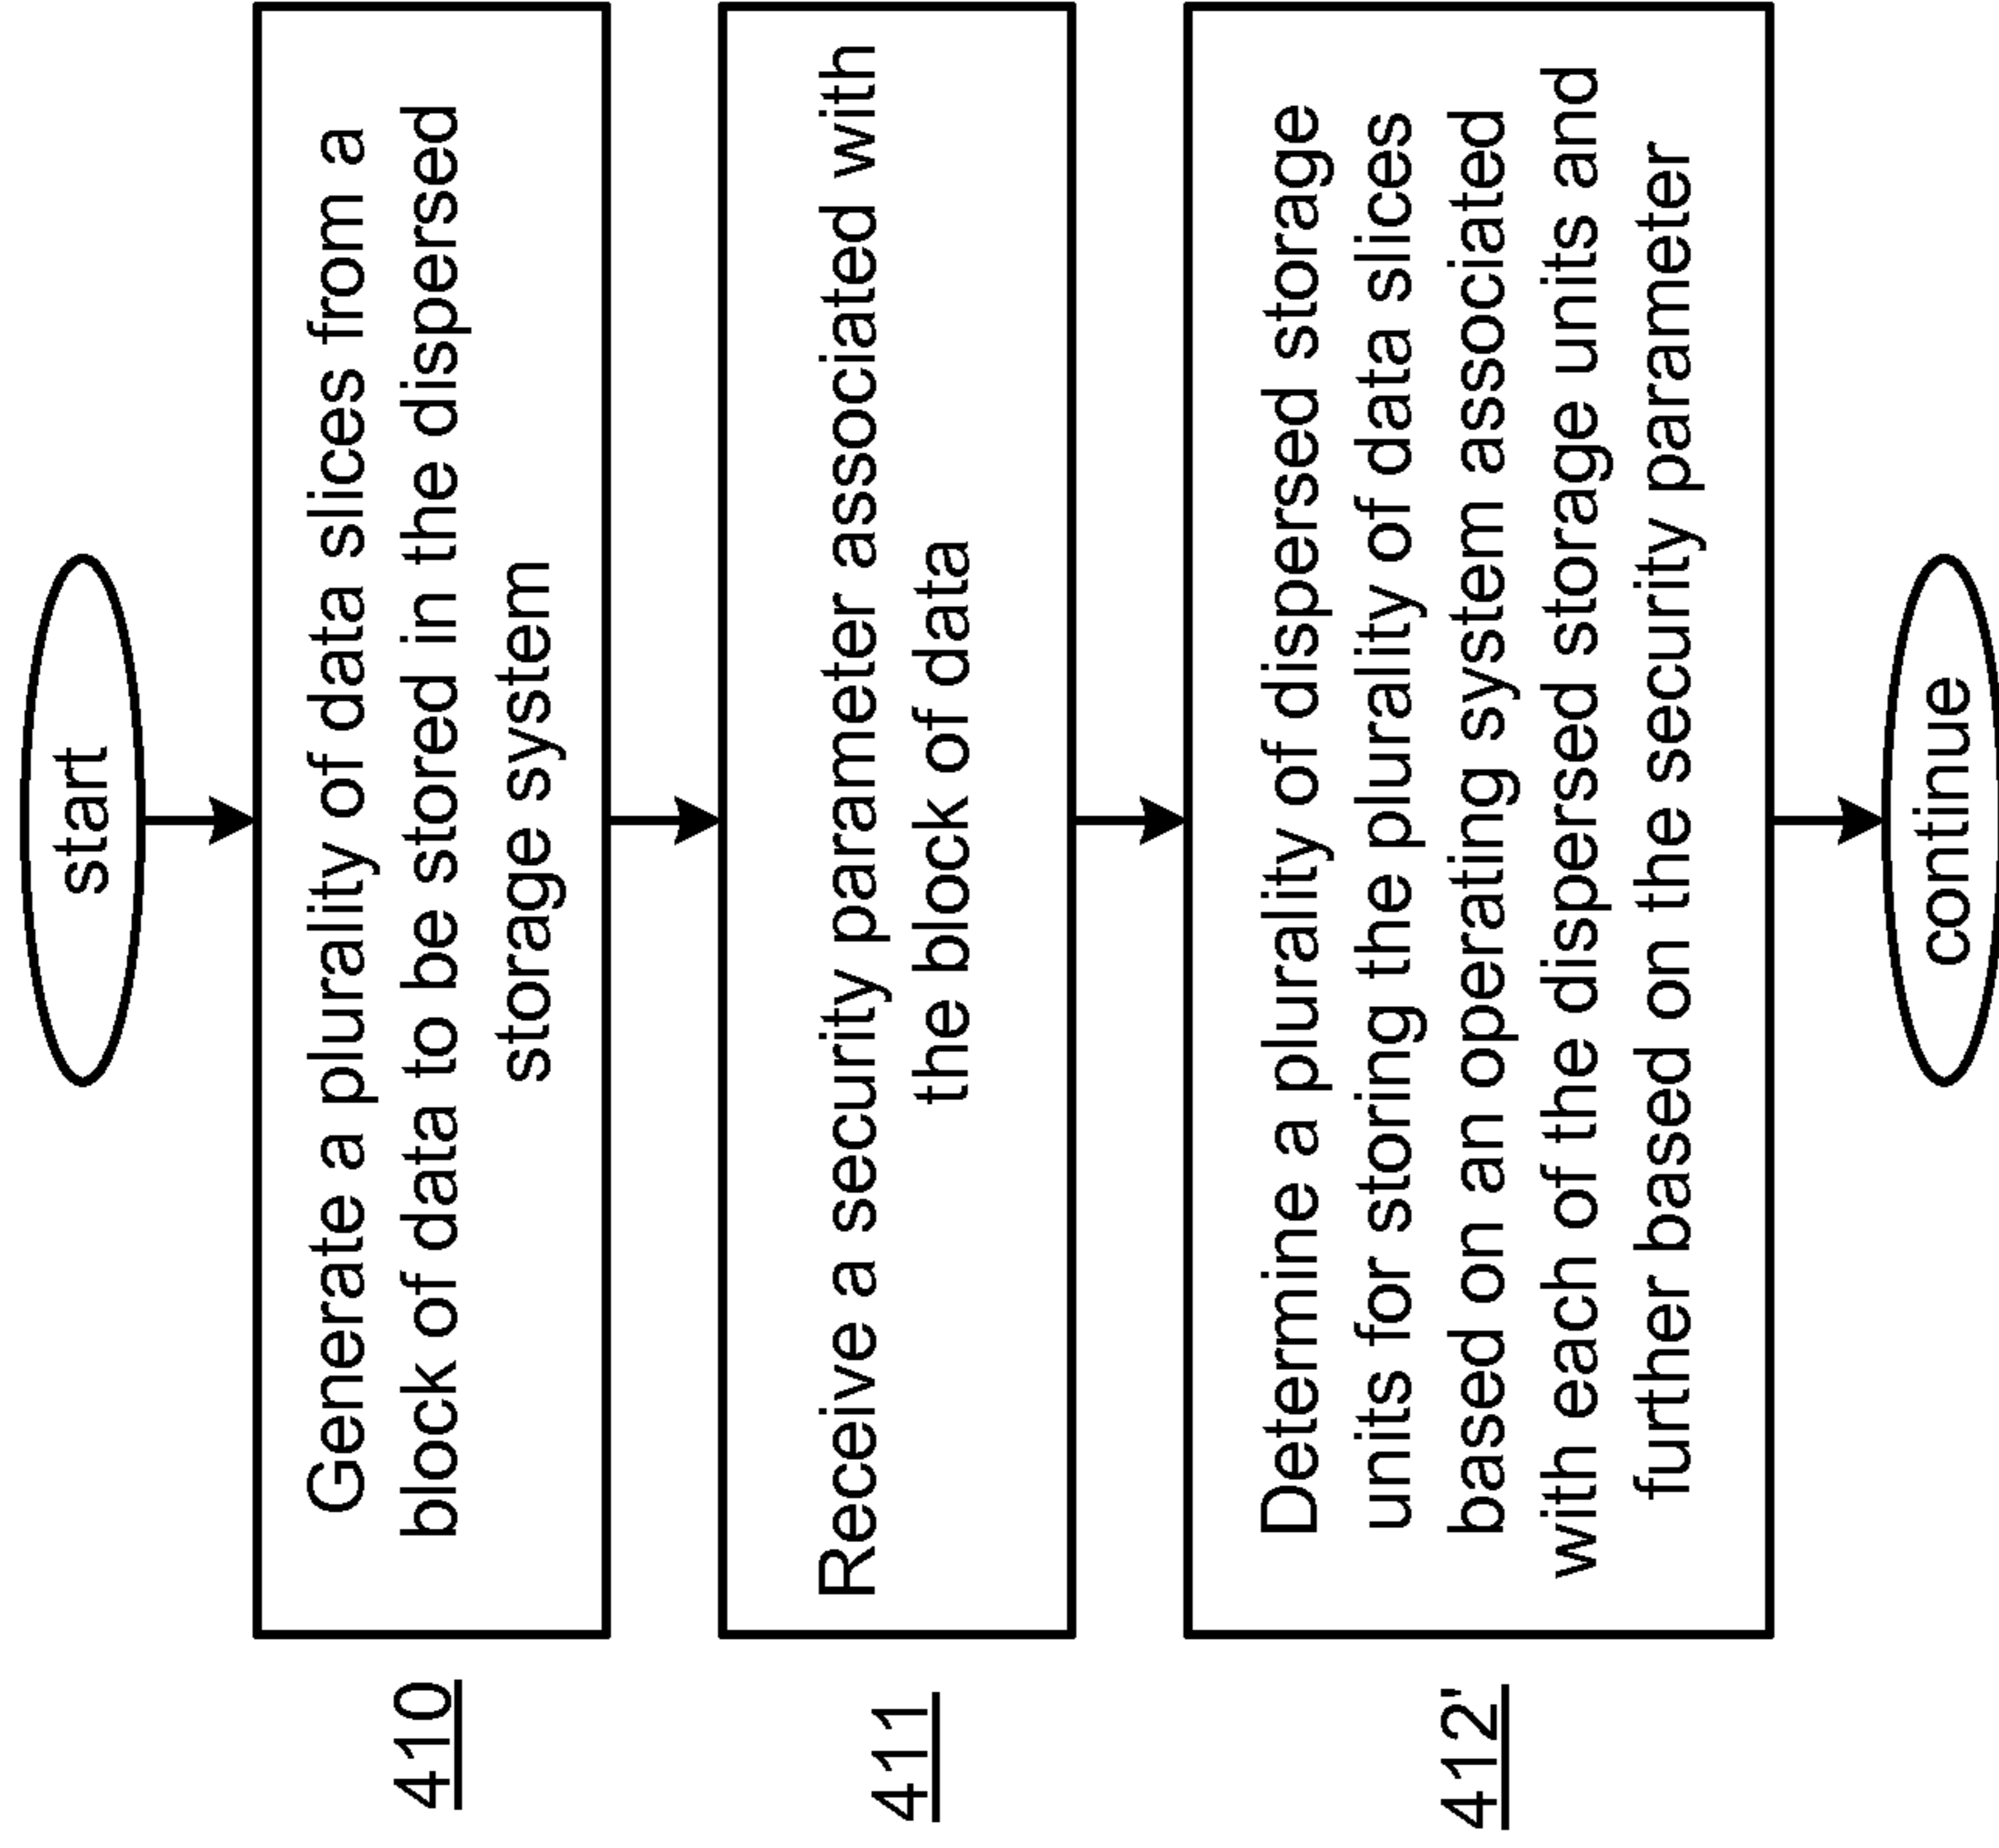 start
410
Generate a plurality of data slices from a
block of data to be stored in the dispersed
storage system
411
Receive a security parameter associated with
the block of data
412'
Determine a plurality of dispersed storage
units for storing the plurality of data slices
based on an operating system associated
with each of the dispersed storage units and
further based on the security parameter
continue